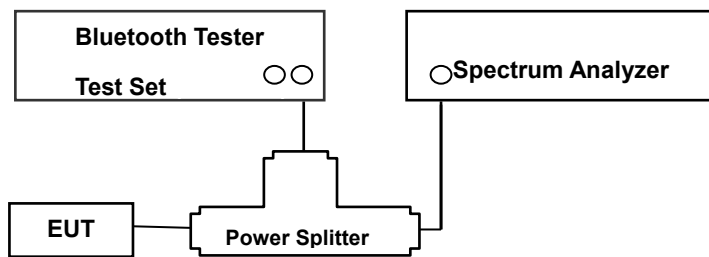 Bluetooth Tester
Test Set
Spectrum Analyzer
EUT
Power Splitter